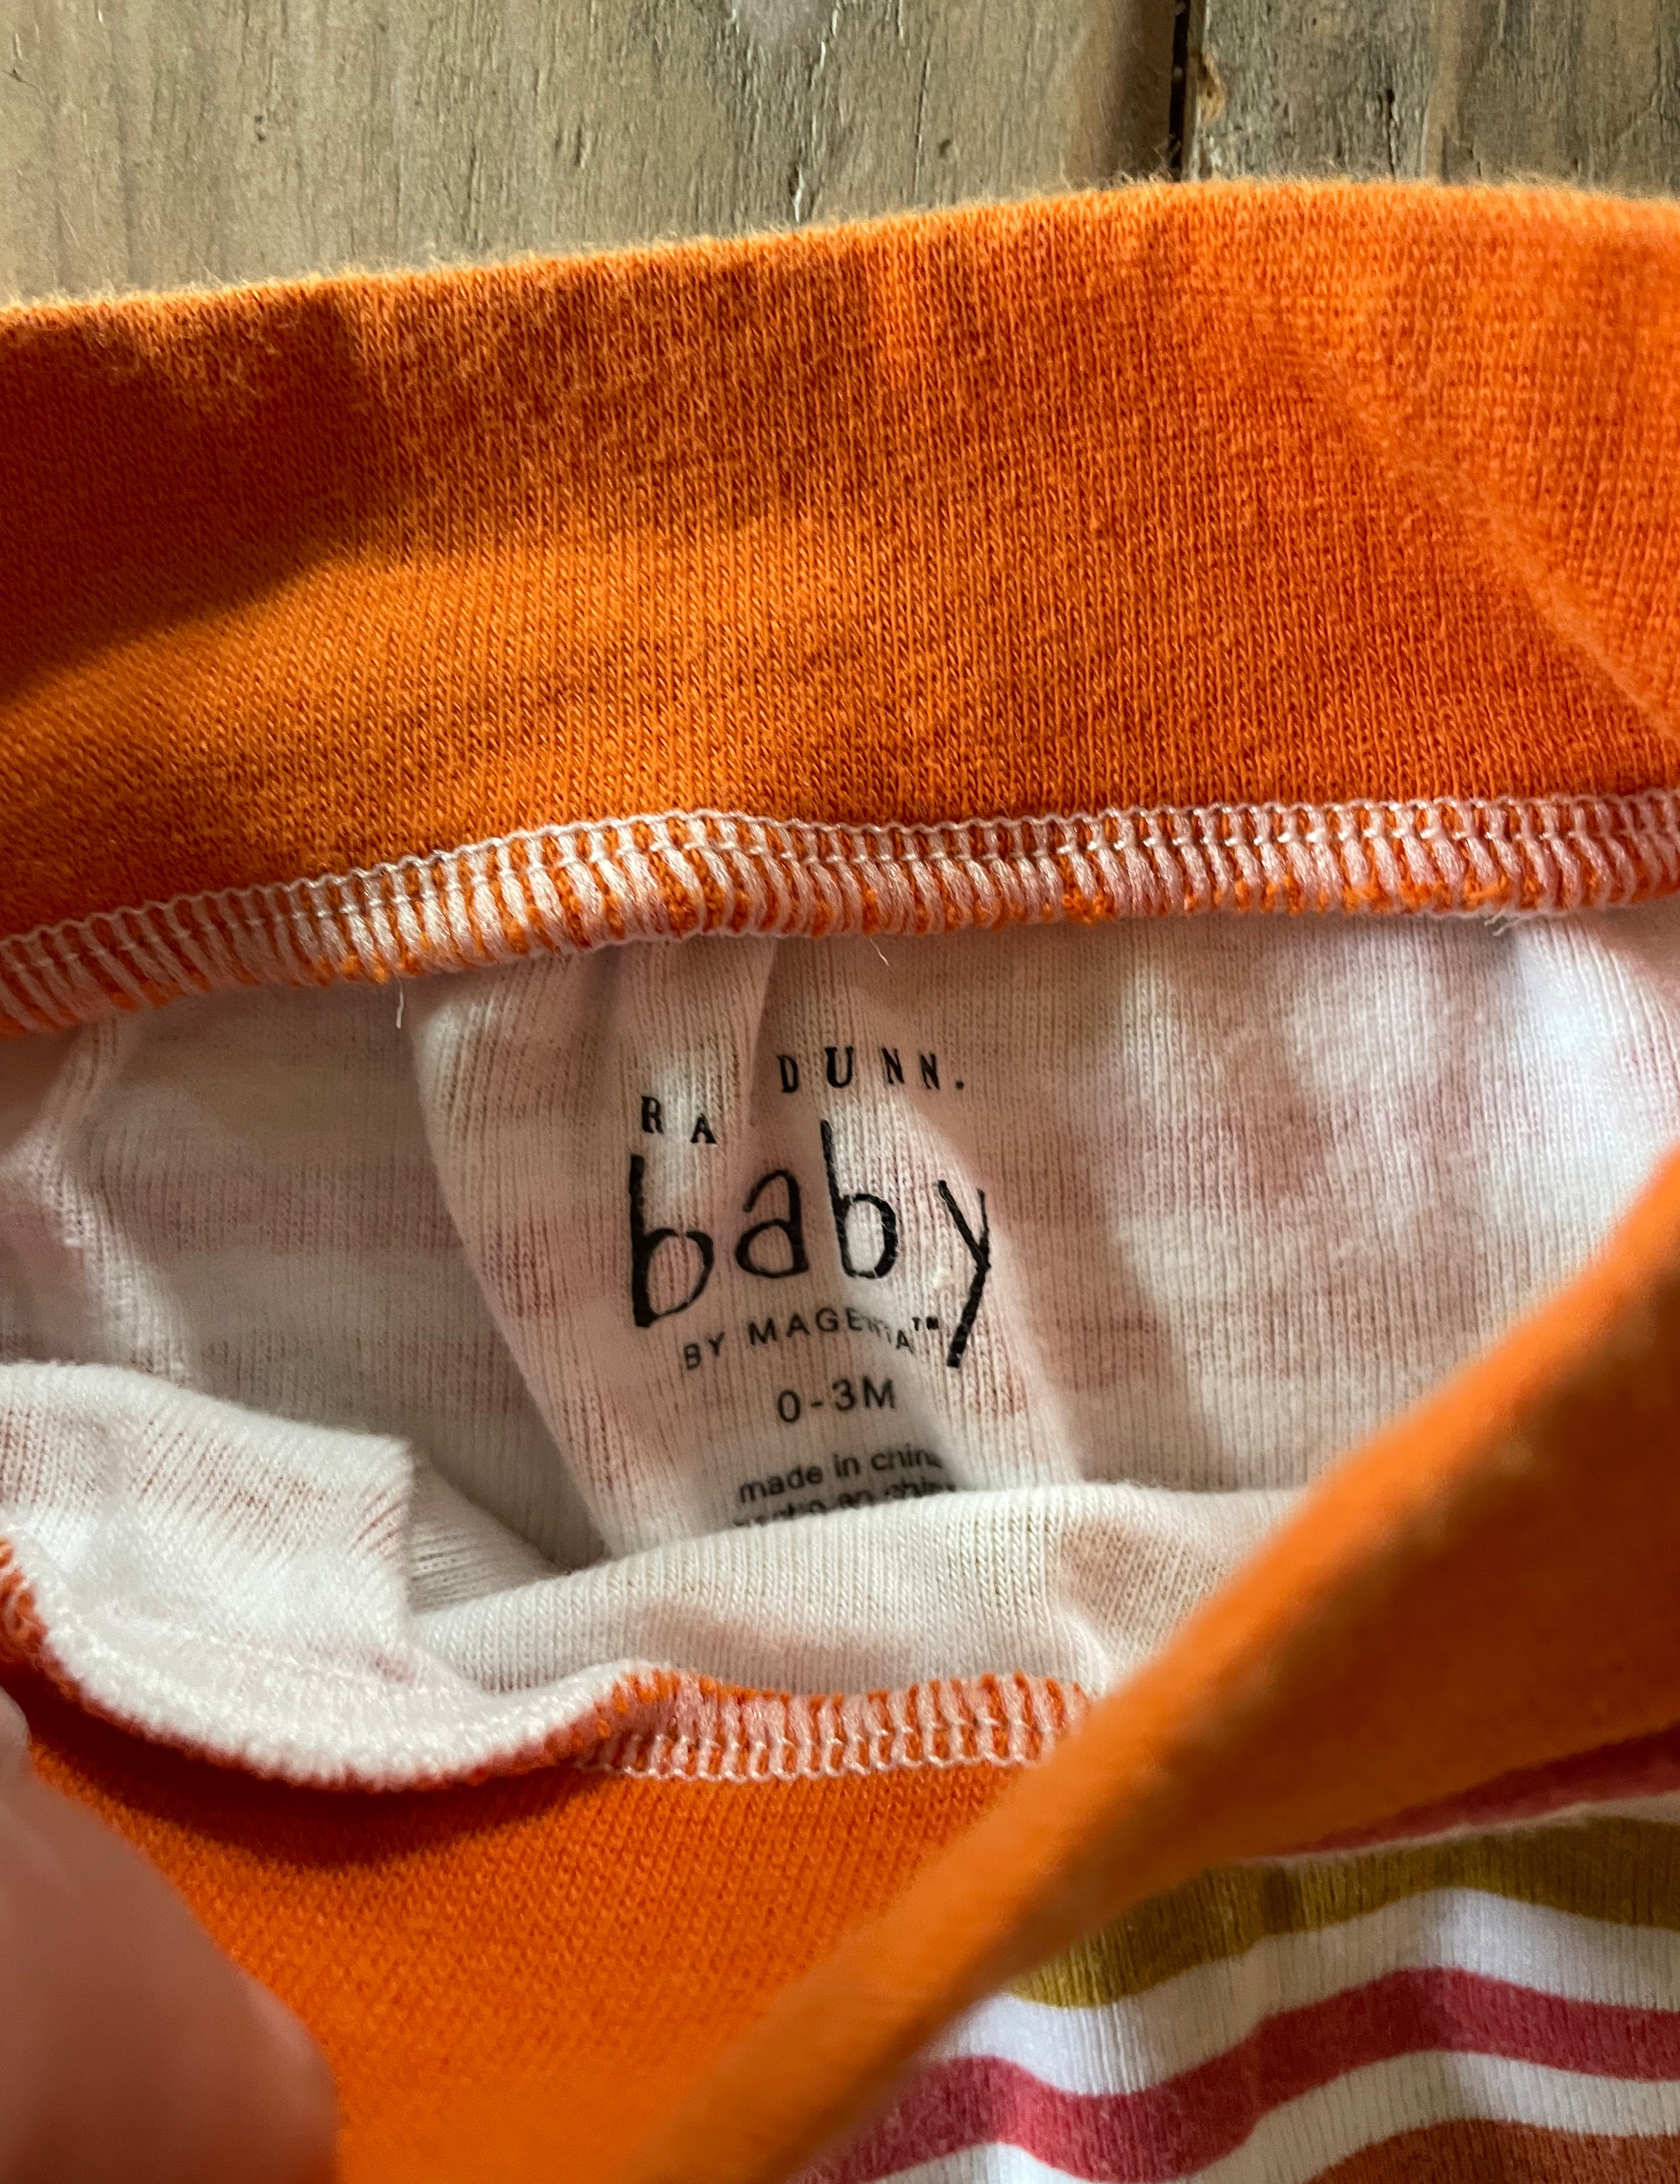 RA DUNN.
baby
BY MAGENTA™
0-3M
made in china